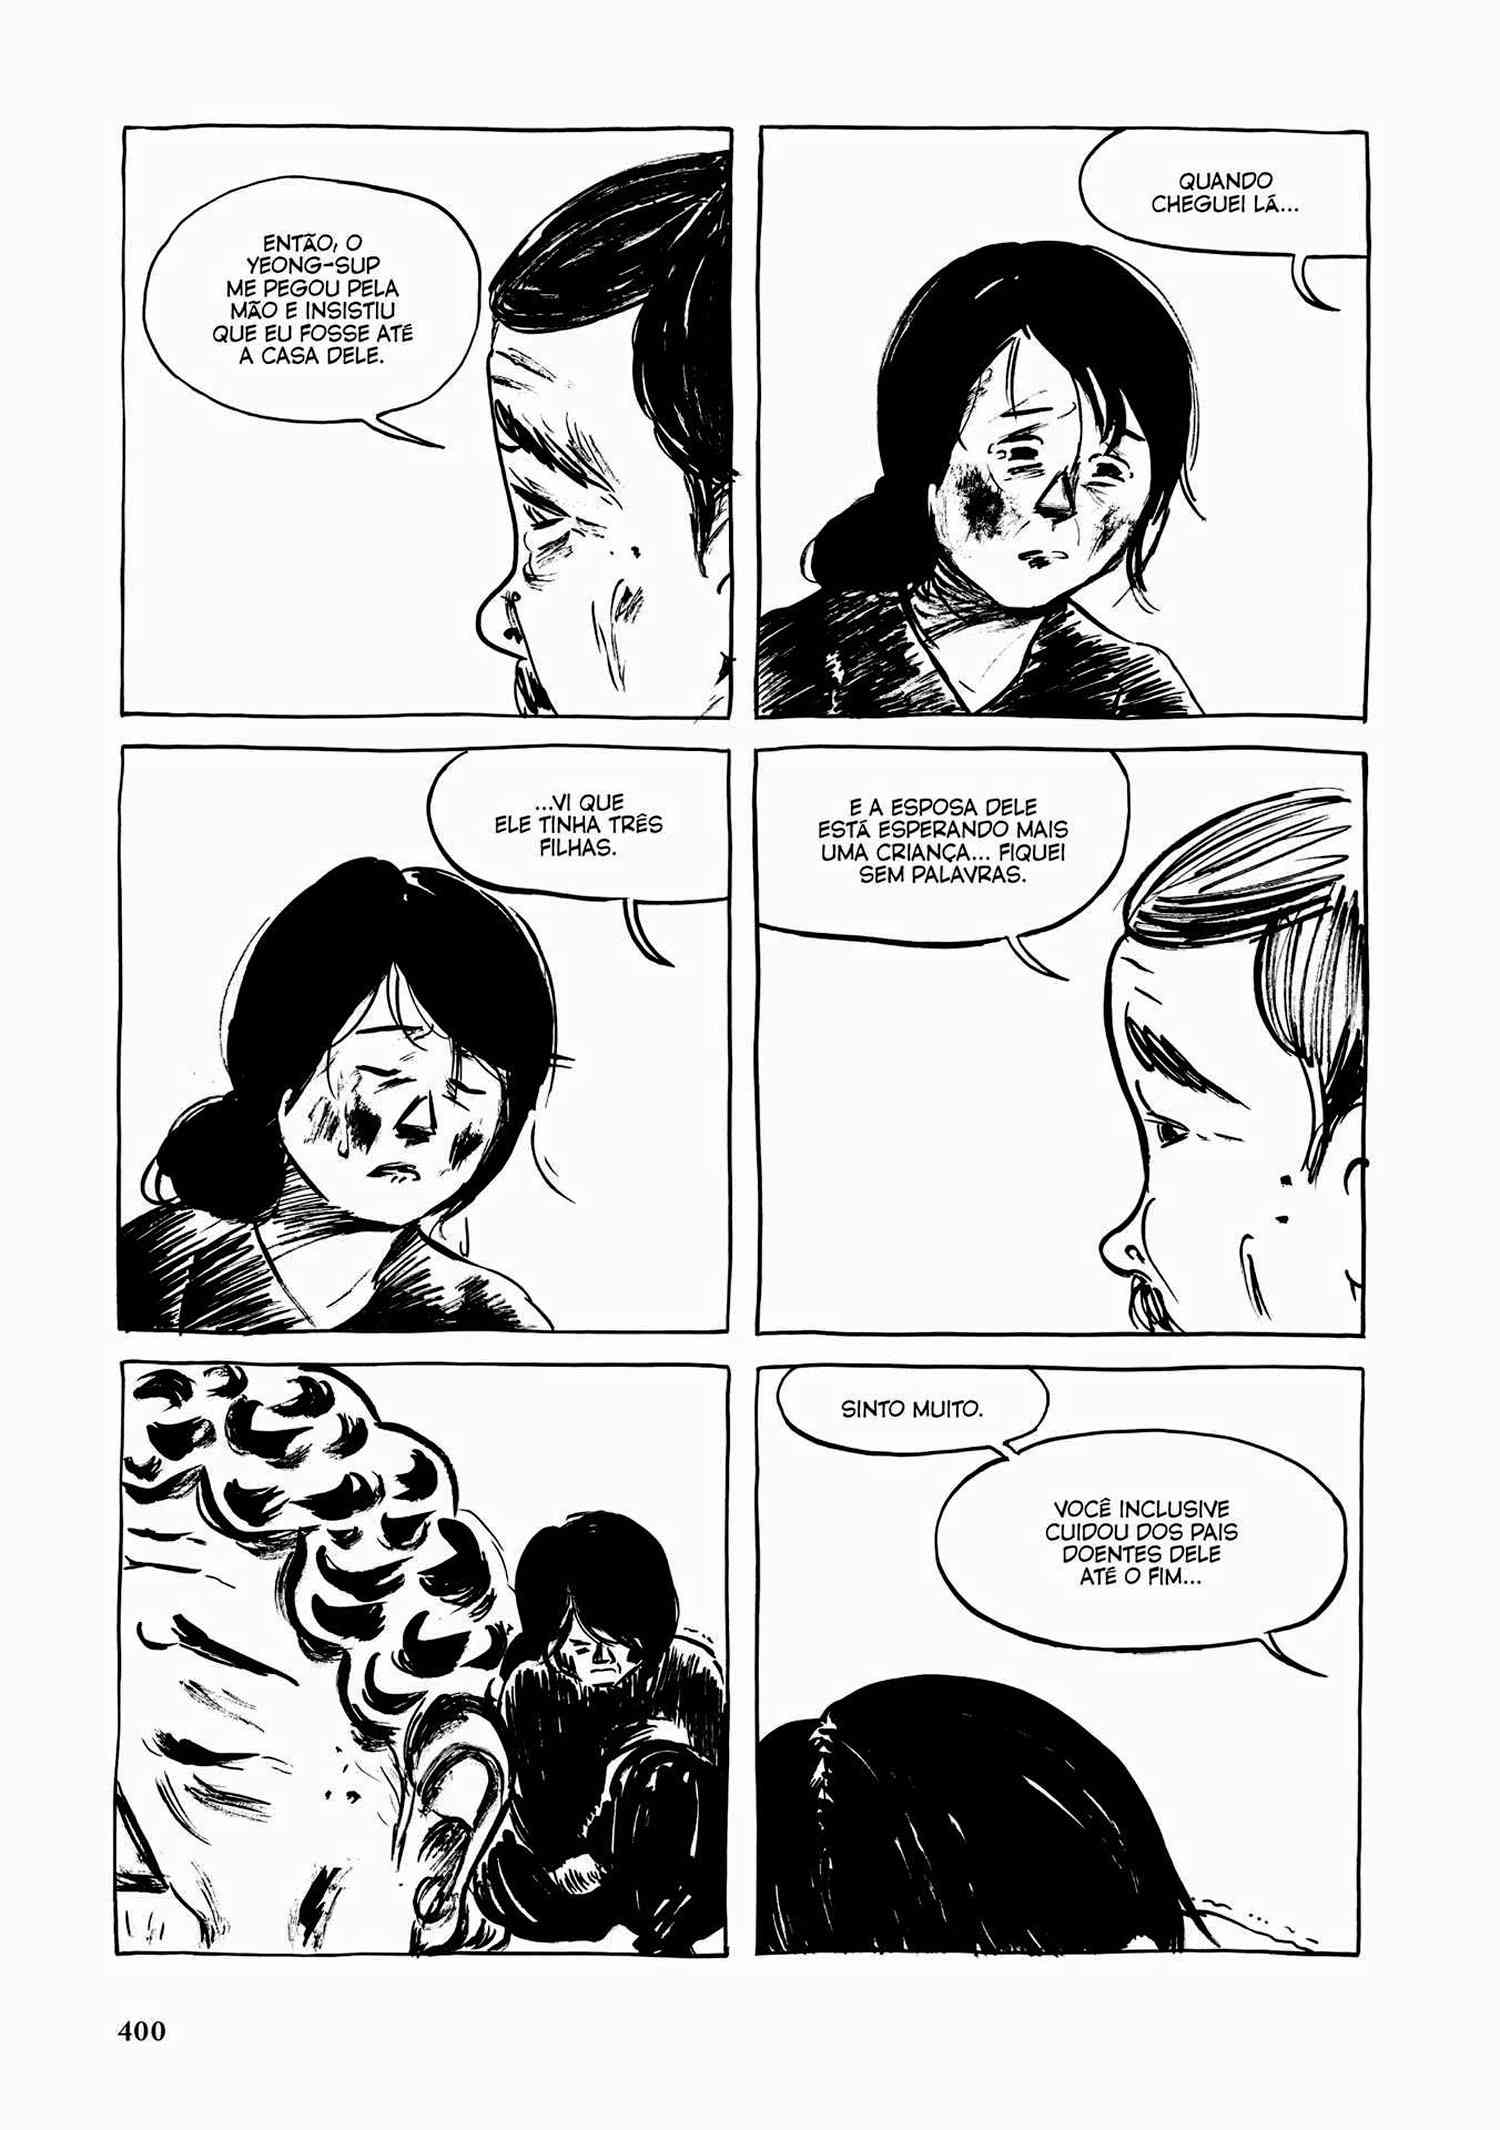 ENTÃO, O
YEONG-SUP
ME PEGOU PELA
MÃO E INSISTIU
QUE EU FOSSE ATÉ
A CASA DELE.
QUANDO
CHEGUEI LÁ...
...VI QUE
ELE TINHA TRÊS
FILHAS.
E A ESPOSA DELE
ESTÁ ESPERANDO MAIS
UMA CRIANÇA... FIQUEI
SEM PALAVRAS.
SINTO MUITO.
VOCÊ INCLUSIVE
CUIDOU DOS PAIS
DOENTES DELE
ATÉ O FIM...
400